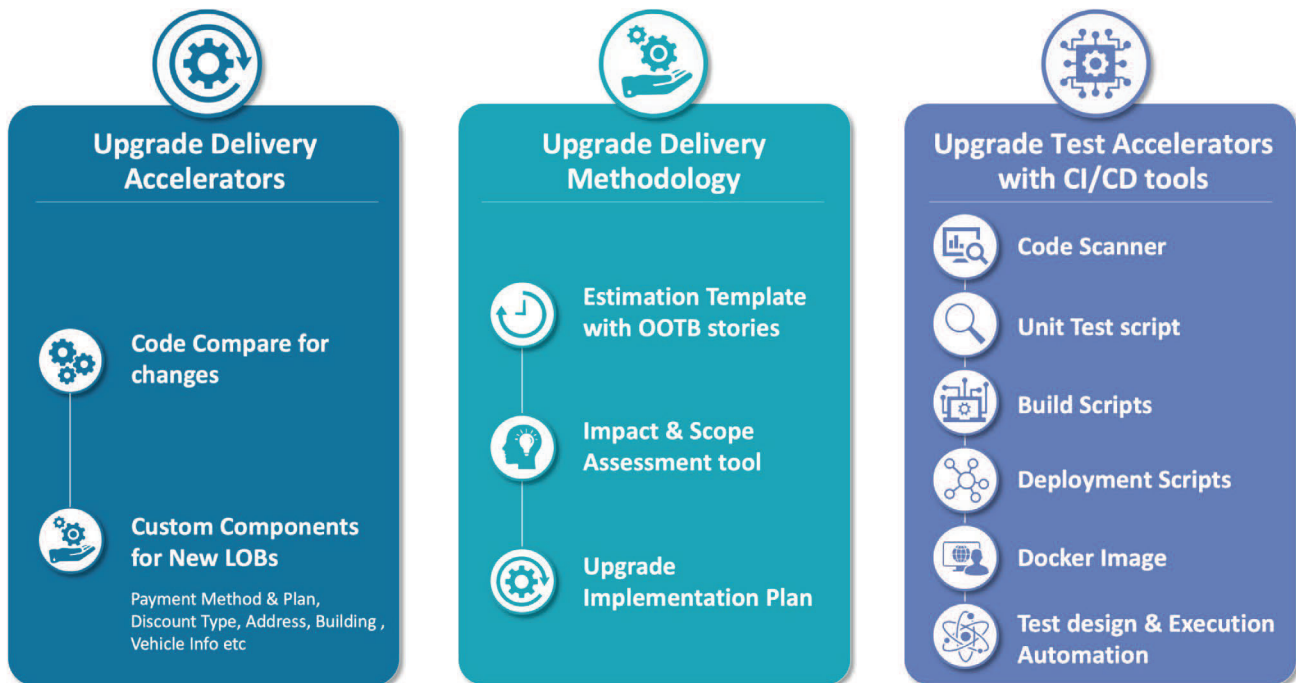 Upgrade Delivery
Accelerators
Code Compare for
changes
Custom Components
for New LOBs
Payment Method & Plan,
Discount Type, Address, Building ,
Vehicle Info etc
Upgrade Delivery
Methodology
Estimation Template
with OOTB stories
Impact & Scope
Assessment tool
Upgrade
Implementation Plan
Upgrade Test Accelerators
with CI/CD tools
Code Scanner
Unit Test script
Build Scripts
Deployment Scripts
Docker Image
Test design & Execution
Automation